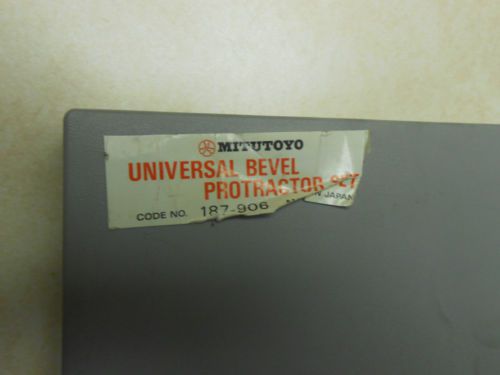 MITUTOYO
UNIVERSAL BEVEL
PROTRACTOR SET
CODE NO. 187-906 JAPAN